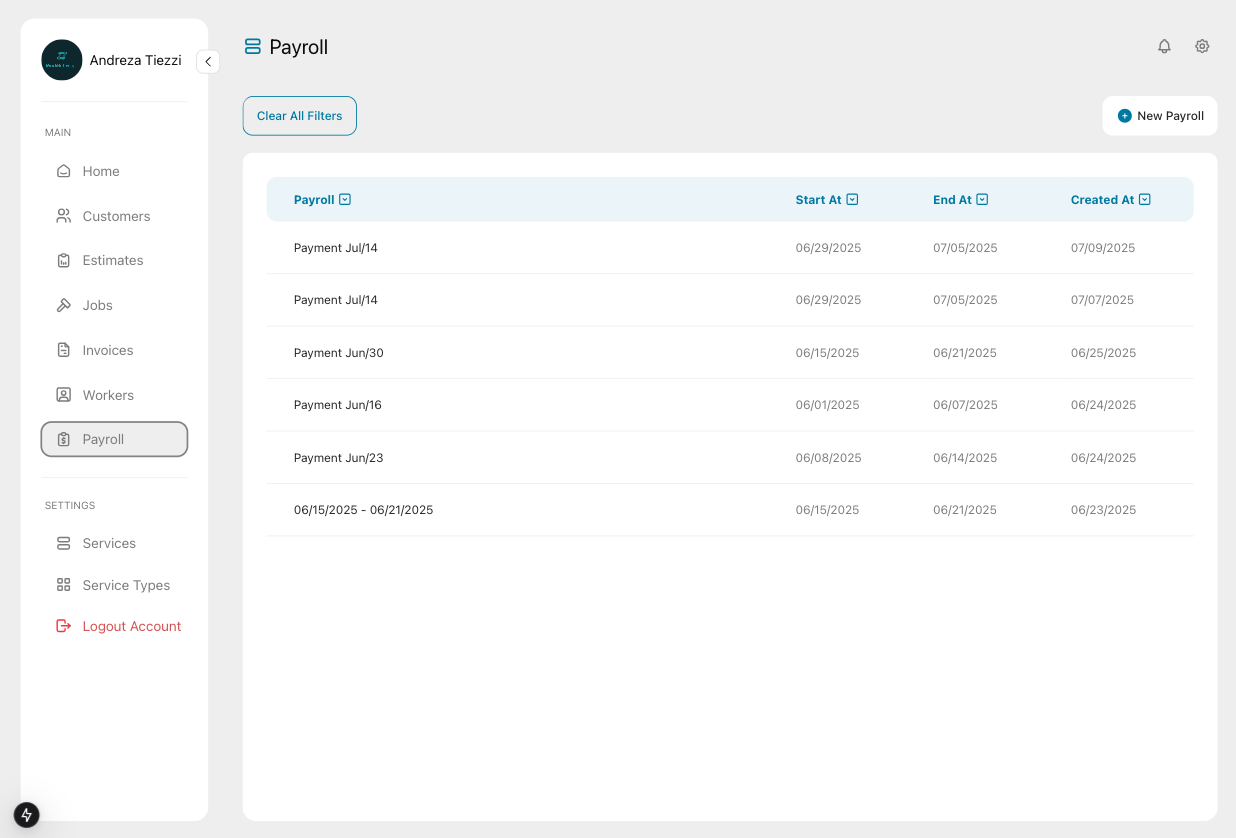 Andreza Tiezzi
Payroll
Clear All Filters
New Payroll
MAIN
Home
Customers
Estimates
Jobs
Invoices
Workers
Payroll
SETTINGS
Services
Service Types
Logout Account
Payroll Start At End At Created At
Payment Jul/14 06/29/2025 07/05/2025 07/09/2025
Payment Jul/14 06/29/2025 07/05/2025 07/07/2025
Payment Jun/30 06/15/2025 06/21/2025 06/25/2025
Payment Jun/16 06/01/2025 06/07/2025 06/24/2025
Payment Jun/23 06/08/2025 06/14/2025 06/24/2025
06/15/2025 - 06/21/2025 06/15/2025 06/21/2025 06/23/2025